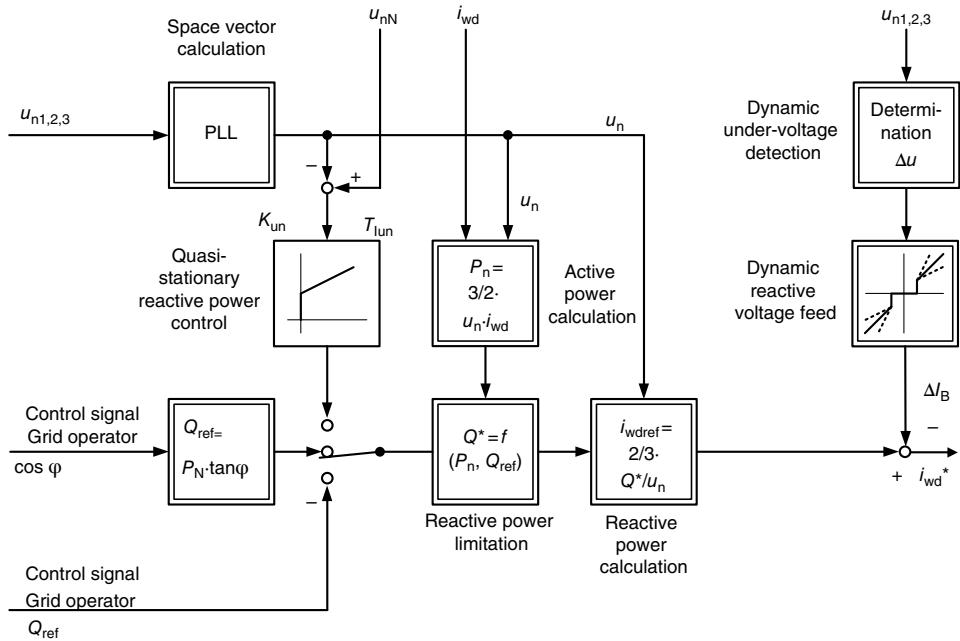 Space vector
calculation
u_nN
i_wd
u_n1,2,3
u_n1,2,3
PLL
u_n
Dynamic
under-voltage
detection
Determi-
nation
Δu
−
+
u_n
K_un
T_Iun
Quasi-
stationary
reactive power
control
P_n =
3/2·
u_n·i_wd
Active
power
calculation
Dynamic
reactive
voltage feed
ΔI_B
−
Control signal
Grid operator
cos φ
Q_ref=
P_N·tanφ
−
Q* = f
(P_n, Q_ref)
i_wdref =
2/3·
Q*/u_n
+
i_wd*
Reactive power
limitation
Reactive
power
calculation
Control signal
Grid operator
Q_ref